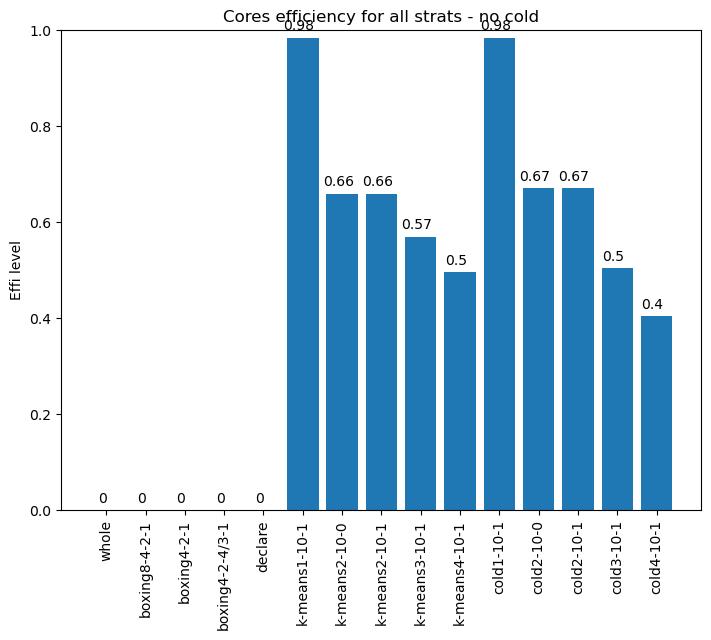 Cores efficiency for all strats - no cold
0.98
0.98
1.0
0.8
0.6
0.4
0.2
0.0
Effi level
0
0
0
0
0
0.66
0.66
0.57
0.5
0.67
0.67
0.5
0.4
whole
boxing8-4-2-1
boxing4-2-1
boxing4-2-4/3-1
declare
k-means1-10-1
k-means2-10-0
k-means2-10-1
k-means3-10-1
k-means4-10-1
cold1-10-1
cold2-10-0
cold2-10-1
cold3-10-1
cold4-10-1